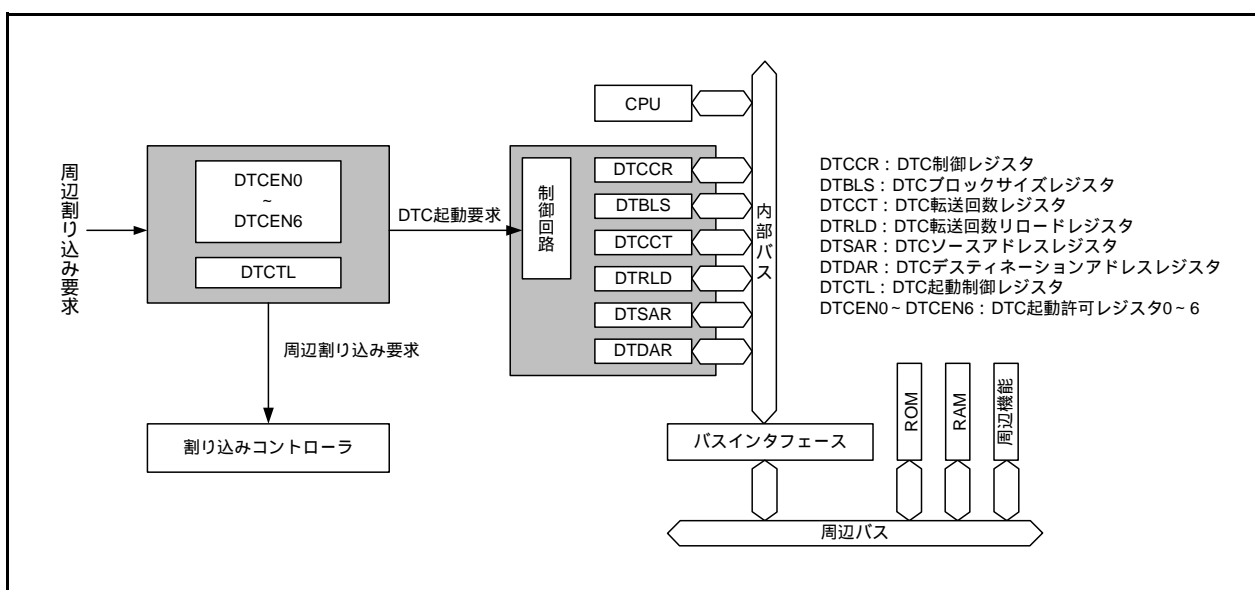 周辺割り込み要求
DTCEN0
~
DTCEN6
DTCTL
DTC起動要求
周辺割り込み要求
割り込みコントローラ
制御回路
CPU
DTCCR
DTBLS
DTCCT
DTRLD
DTSAR
DTDAR
内部バス
DTCCR：DTC制御レジスタ
DTBLS：DTCブロックサイズレジスタ
DTCCT：DTC転送回数レジスタ
DTRLD：DTC転送回数リロードレジスタ
DTSAR：DTCソースアドレスレジスタ
DTDAR：DTCデスティネーションアドレスレジスタ
DTCTL：DTC起動制御レジスタ
DTCEN0~DTCEN6：DTC起動許可レジスタ0~6
バスインタフェース
ROM
RAM
周辺機能
周辺バス